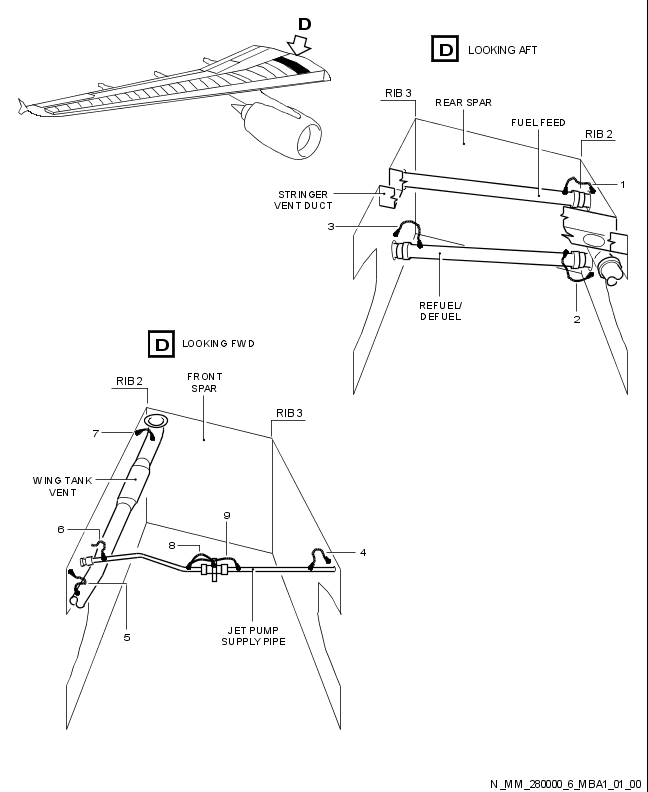 D
D LOOKING AFT
RIB 3
REAR SPAR
FUEL FEED
RIB 2
1
STRINGER
VENT DUCT
3
REFUEL/
DEFUEL
2
D LOOKING FWD
RIB 2
FRONT
SPAR
RIB 3
7
WING TANK
VENT
9
6
8
4
5
JET PUMP
SUPPLY PIPE
N_MM_280000_6_MBA1_01_00